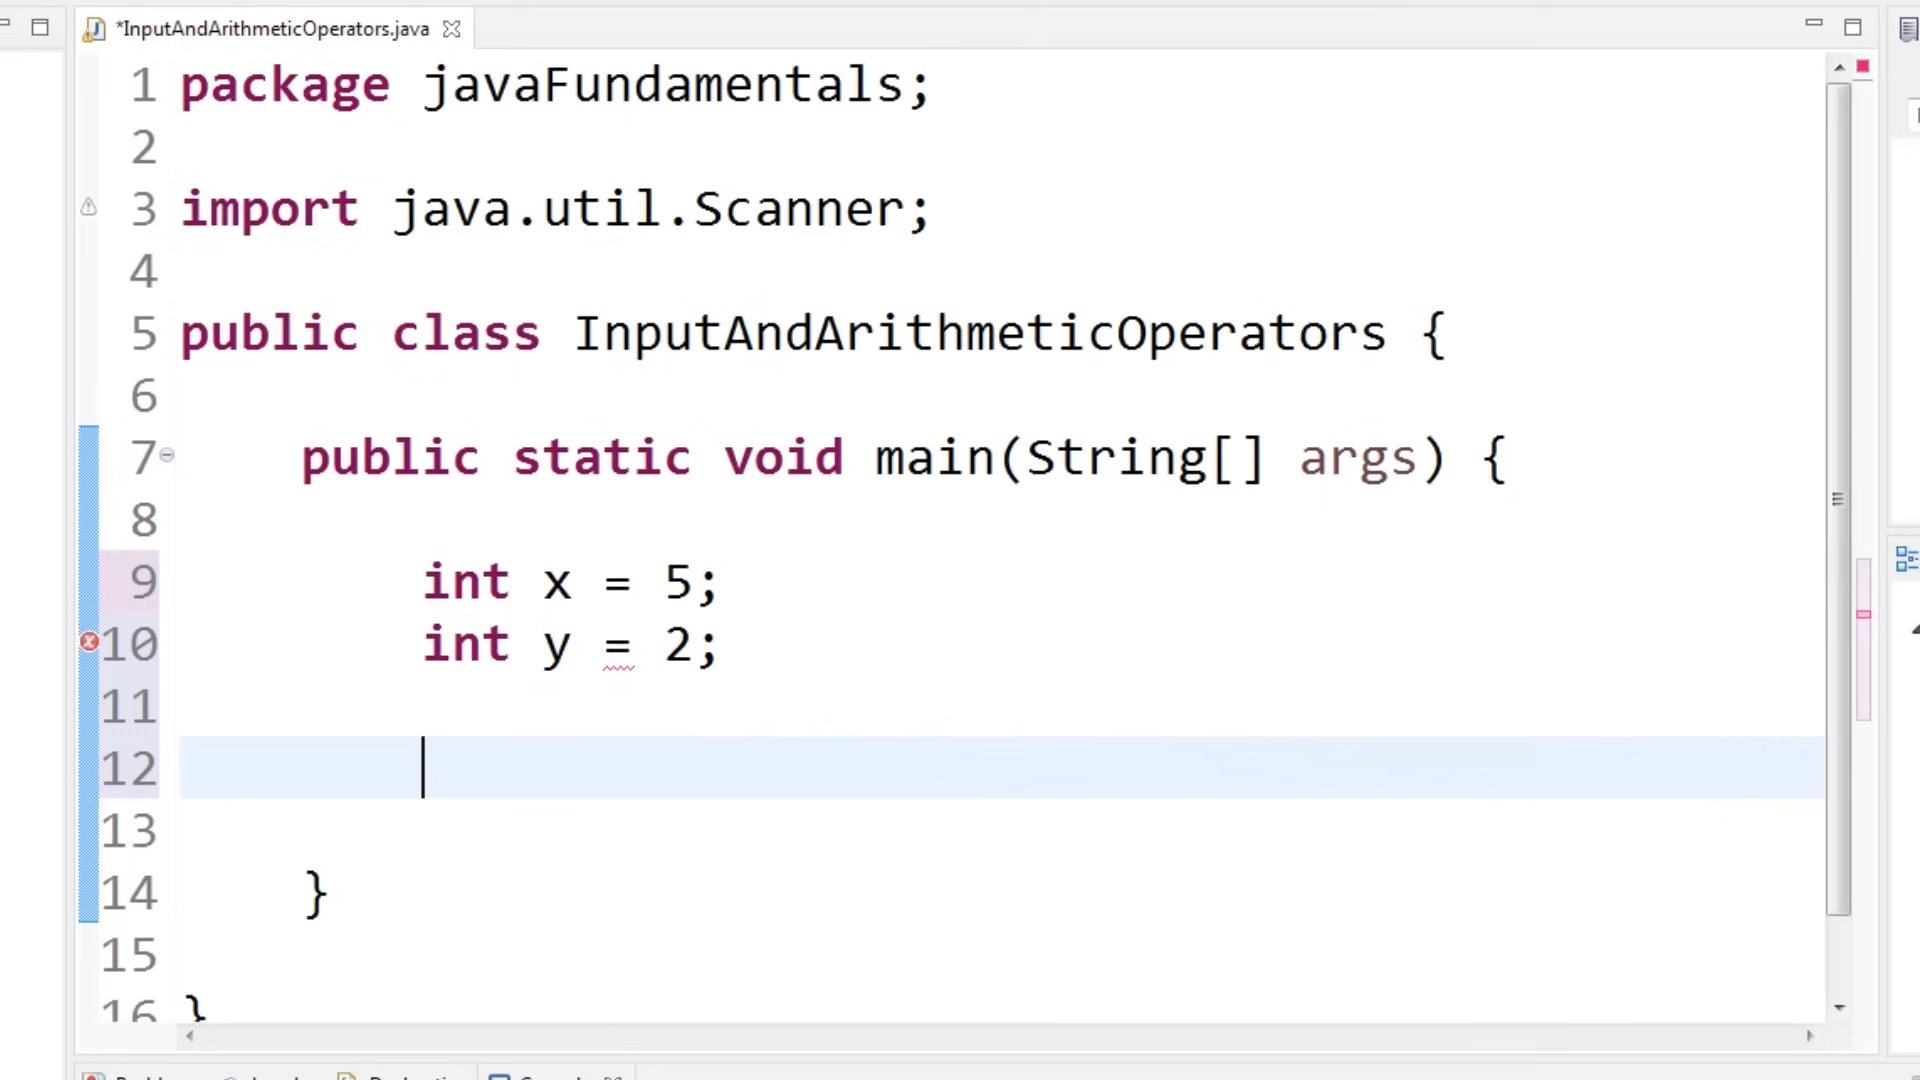 *InputAndArithmeticOperators.java
1 package javaFundamentals;
2
3 import java.util.Scanner;
4
5 public class InputAndArithmeticOperators {
6
7 public static void main(String[] args) {
8
9 int x = 5;
10 int y = 2;
11
12
13
14 }
15
16 }